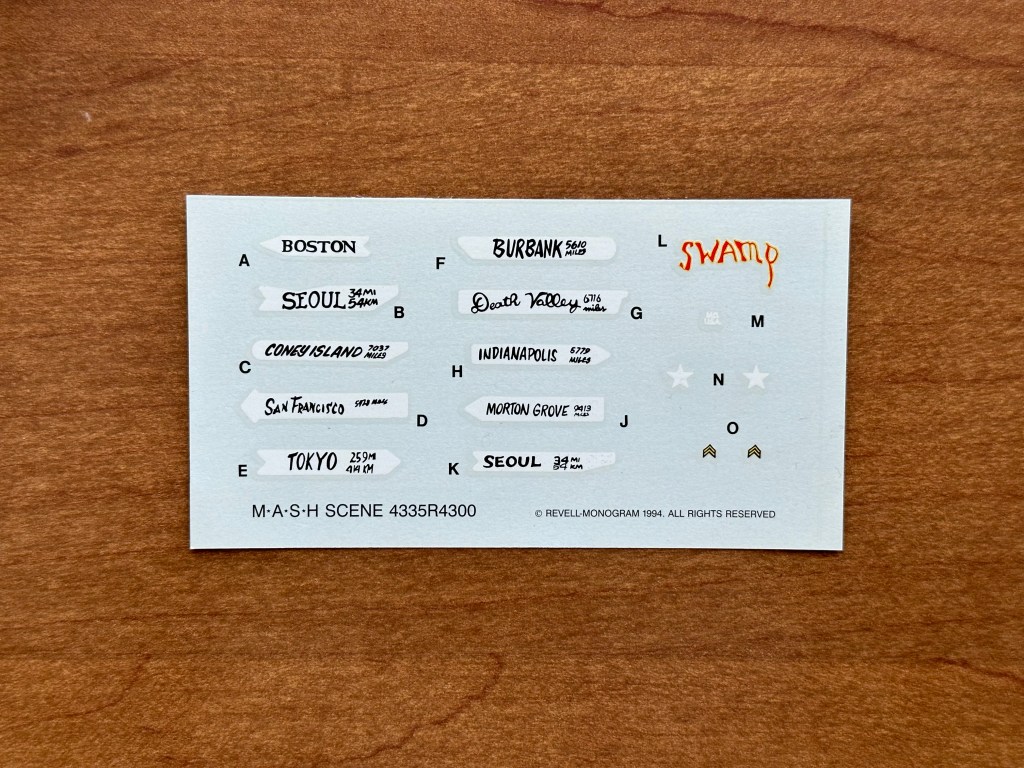 A
BOSTON
SEOUL 34 MI
54 KM
B
C
CONEY ISLAND 7037
MILES
SAN FRANCISCO
D
E
TOKYO 259 MI
414 KM
F
BURBANK 5610
MILES
Death Valley 6716
miles
G
H
INDIANAPOLIS 6779
MILES
MORTON GROVE 9413
MILES
J
K
SEOUL 34 MI
54 KM
L
SWAMP
M
N
O
M·A·S·H SCENE 4335R4300
© REVELL-MONOGRAM 1994. ALL RIGHTS RESERVED